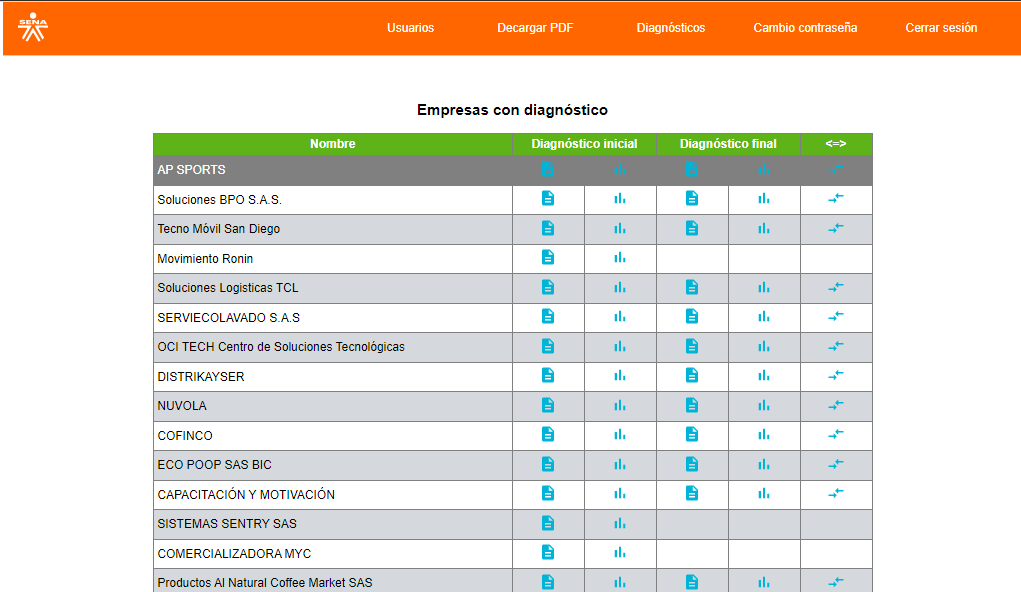 SENA
Usuarios Decargar PDF Diagnósticos Cambio contraseña Cerrar sesión
Empresas con diagnóstico
Nombre Diagnóstico inicial Diagnóstico final <=>
AP SPORTS
Soluciones BPO S.A.S.
Tecno Móvil San Diego
Movimiento Ronin
Soluciones Logisticas TCL
SERVIECOLAVADO S.A.S
OCI TECH Centro de Soluciones Tecnológicas
DISTRIKAYSER
NUVOLA
COFINCO
ECO POOP SAS BIC
CAPACITACIÓN Y MOTIVACIÓN
SISTEMAS SENTRY SAS
COMERCIALIZADORA MYC
Productos Al Natural Coffee Market SAS